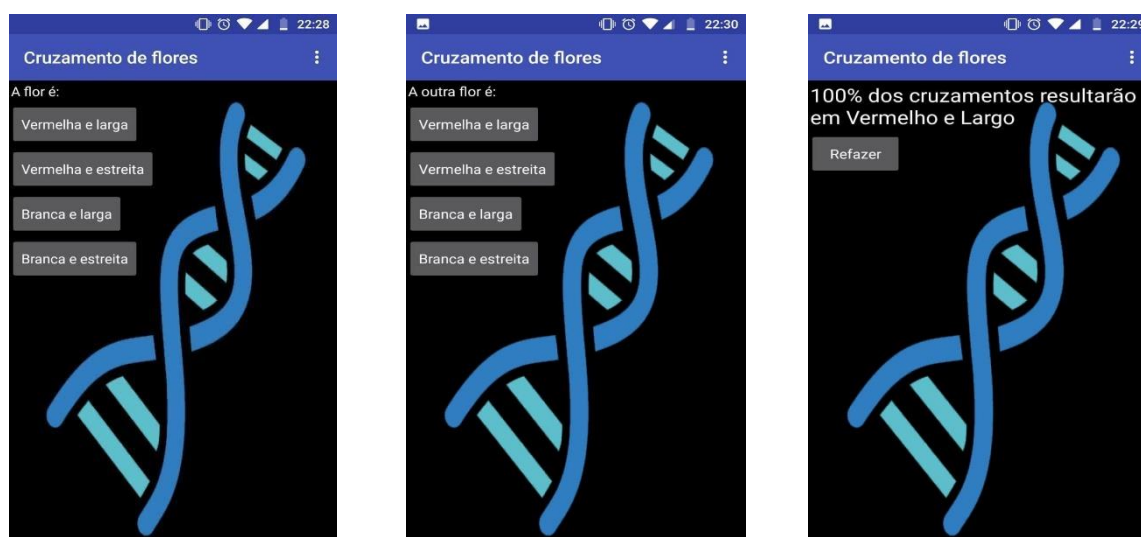 22:28
Cruzamento de flores
A flor é:
Vermelha e larga
Vermelha e estreita
Branca e larga
Branca e estreita
22:30
Cruzamento de flores
A outra flor é:
Vermelha e larga
Vermelha e estreita
Branca e larga
Branca e estreita
22:29
Cruzamento de flores
100% dos cruzamentos resultarão
em Vermelho e Largo
Refazer